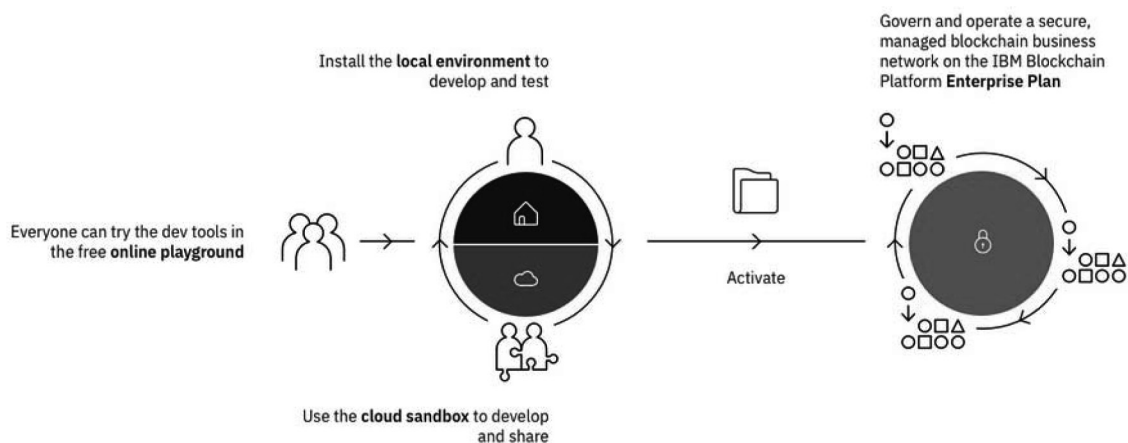 Everyone can try the dev tools in
the free online playground
Install the local environment to
develop and test
Use the cloud sandbox to develop
and share
Activate
Govern and operate a secure,
managed blockchain business
network on the IBM Blockchain
Platform Enterprise Plan